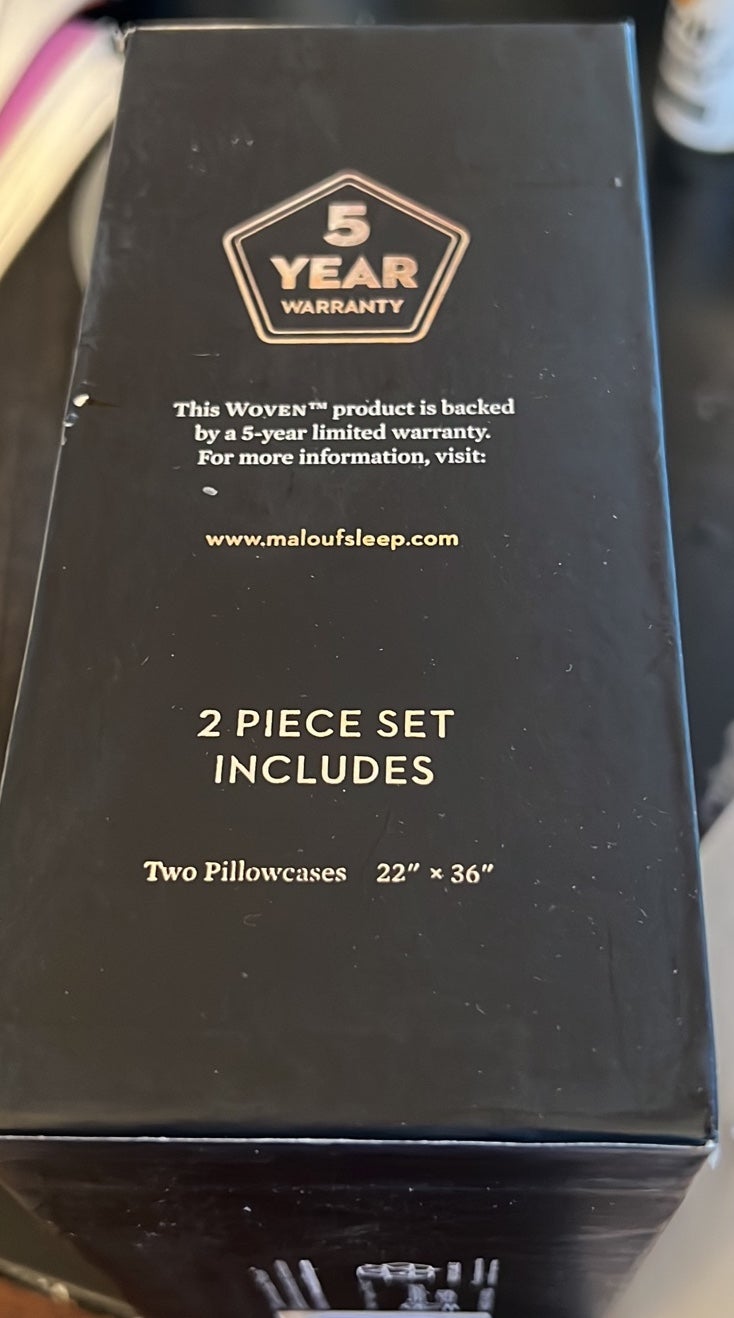 5
YEAR
WARRANTY
This WOVEN™ product is backed
by a 5-year limited warranty.
For more information, visit:
www.maloufsleep.com
2 PIECE SET
INCLUDES
Two Pillowcases 22" × 36"